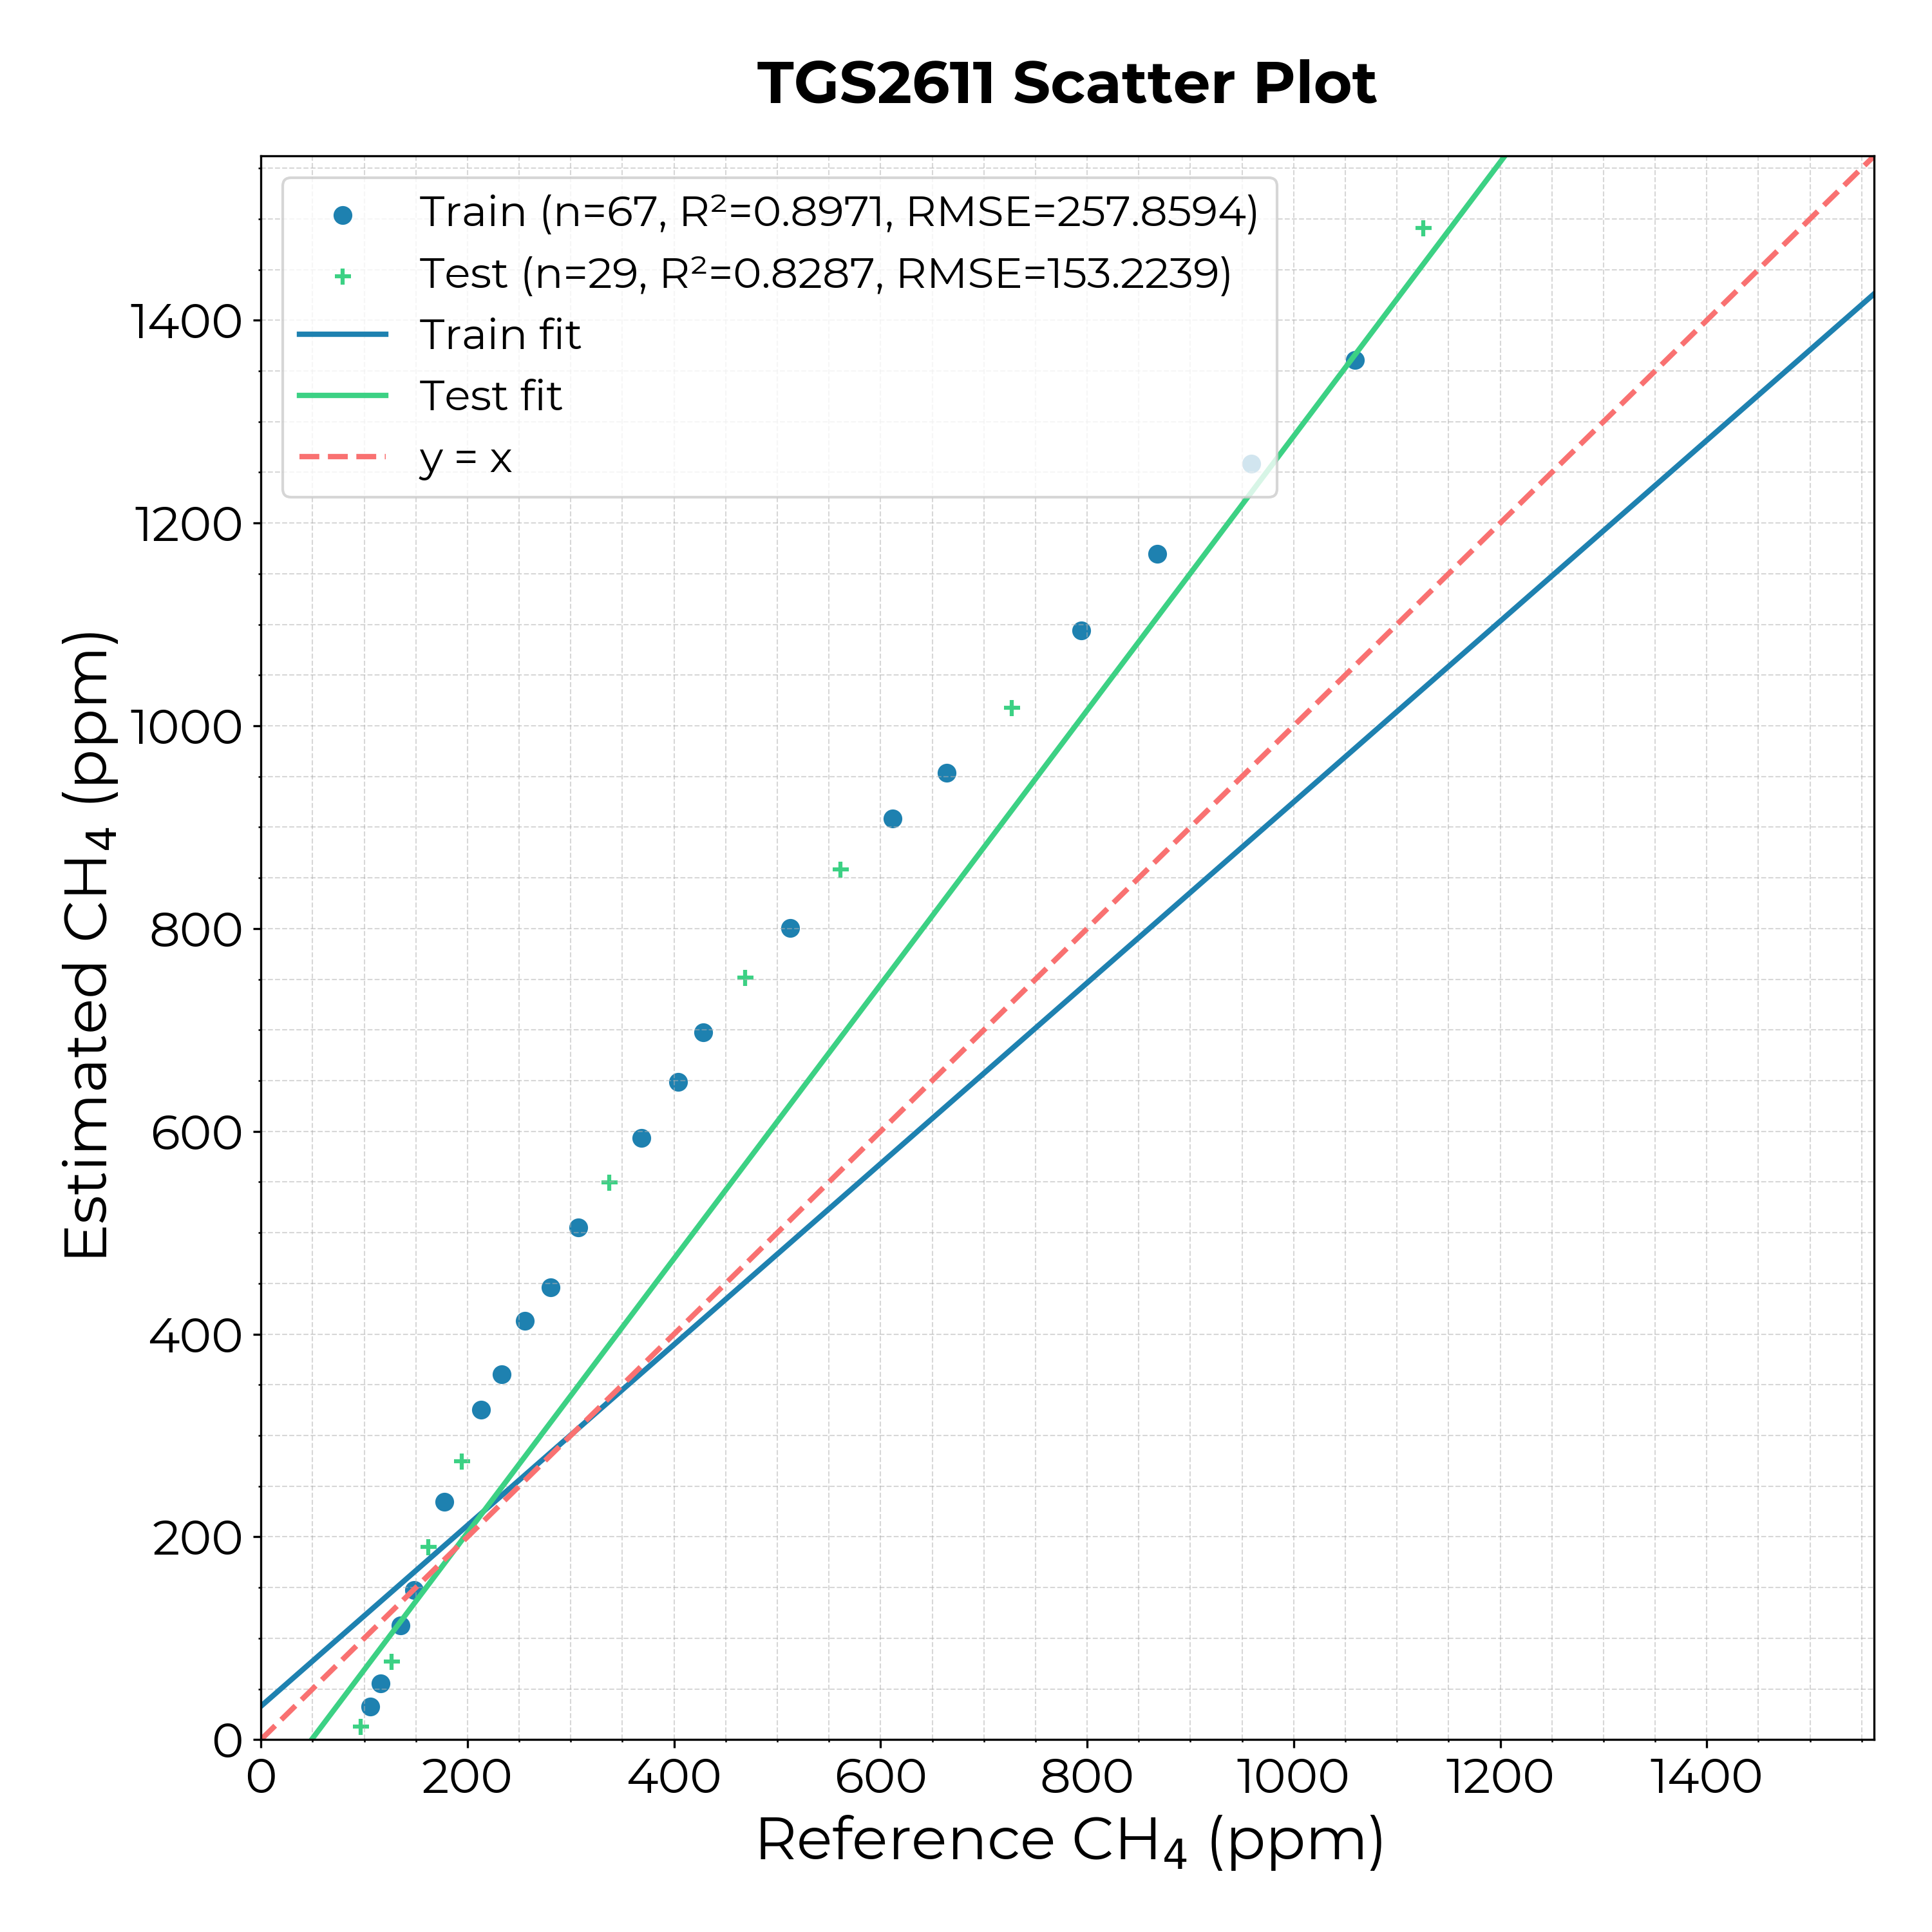 TGS2611 Scatter Plot
Train (n=67, R²=0.8971, RMSE=257.8594)
Test (n=29, R²=0.8287, RMSE=153.2239)
Train fit
Test fit
y = x
Estimated CH₄ (ppm)
1400
1200
1000
800
600
400
200
0
0 200 400 600 800 1000 1200 1400
Reference CH₄ (ppm)